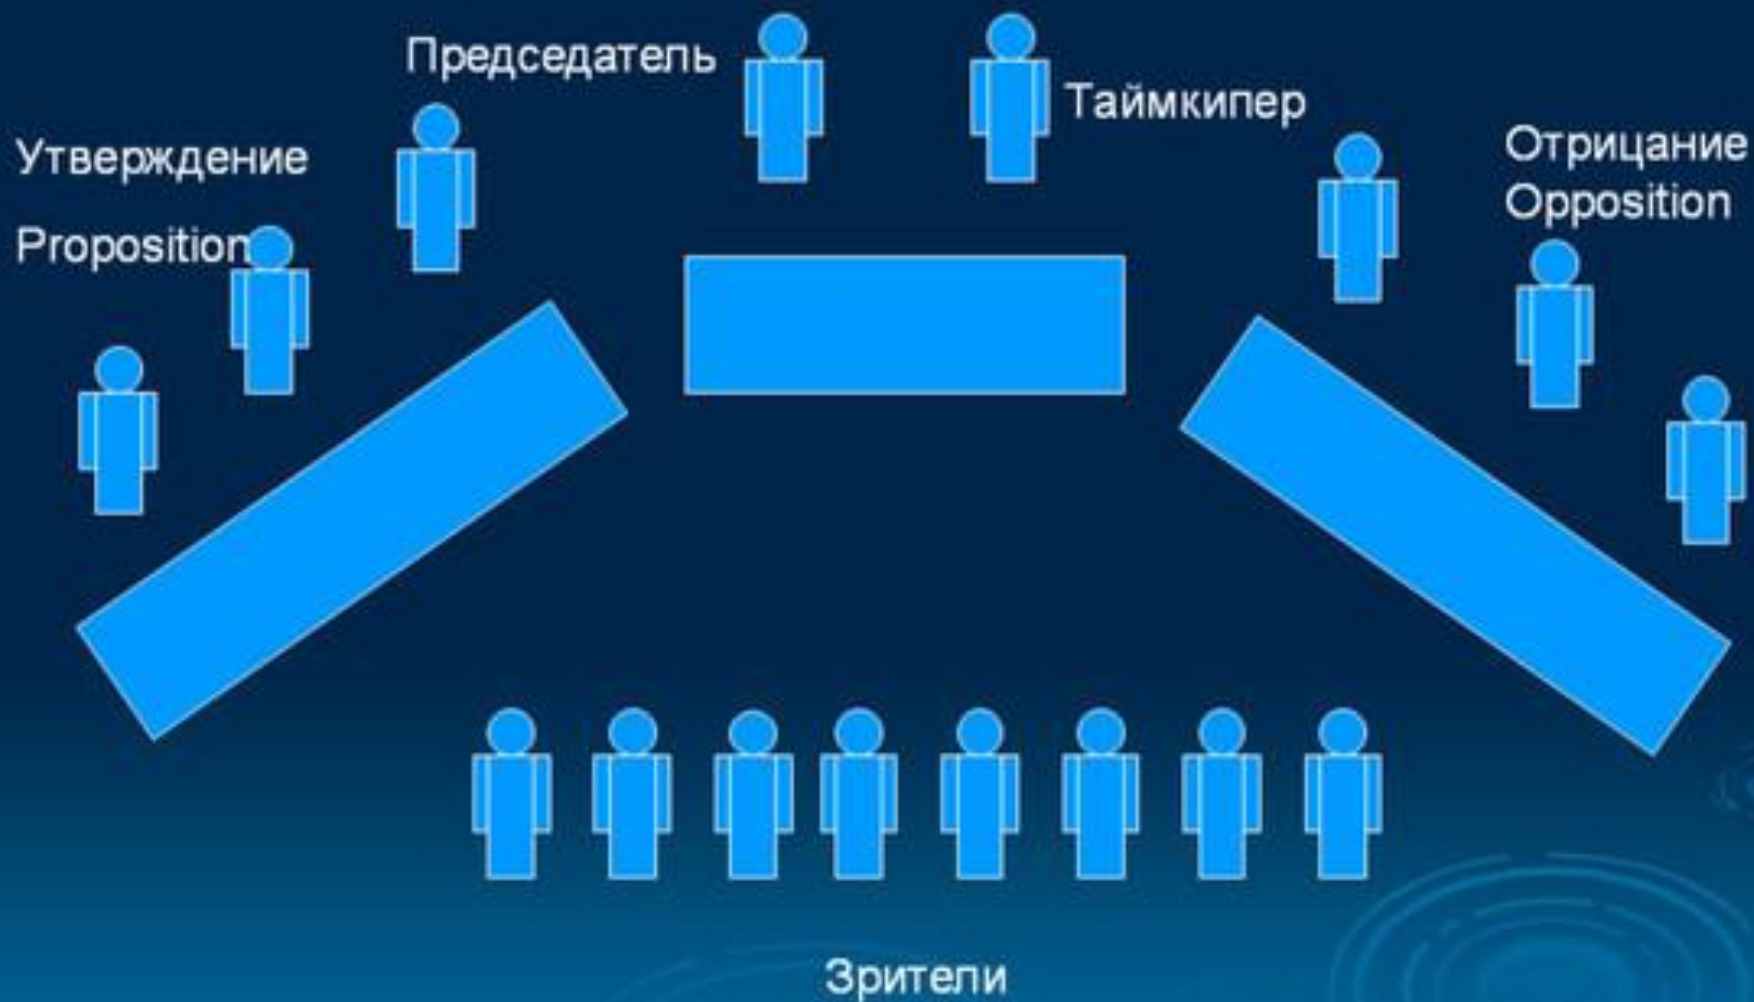 Председатель
Таймкипер
Утверждение
Proposition
Отрицание
Opposition
Зрители